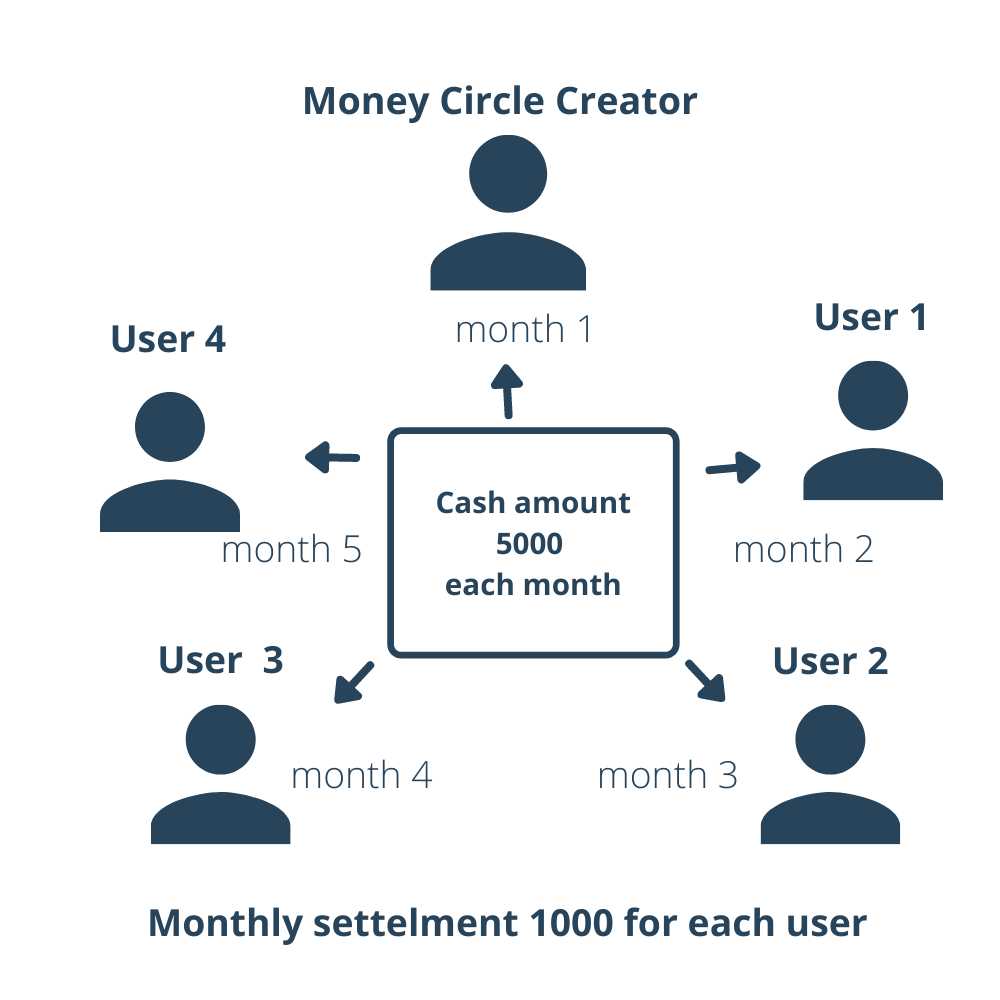 Money Circle Creator
month 1
User 1
User 4
Cash amount
5000
each month
month 5
month 2
User  3
User 2
month 4
month 3
Monthly settelment 1000 for each user